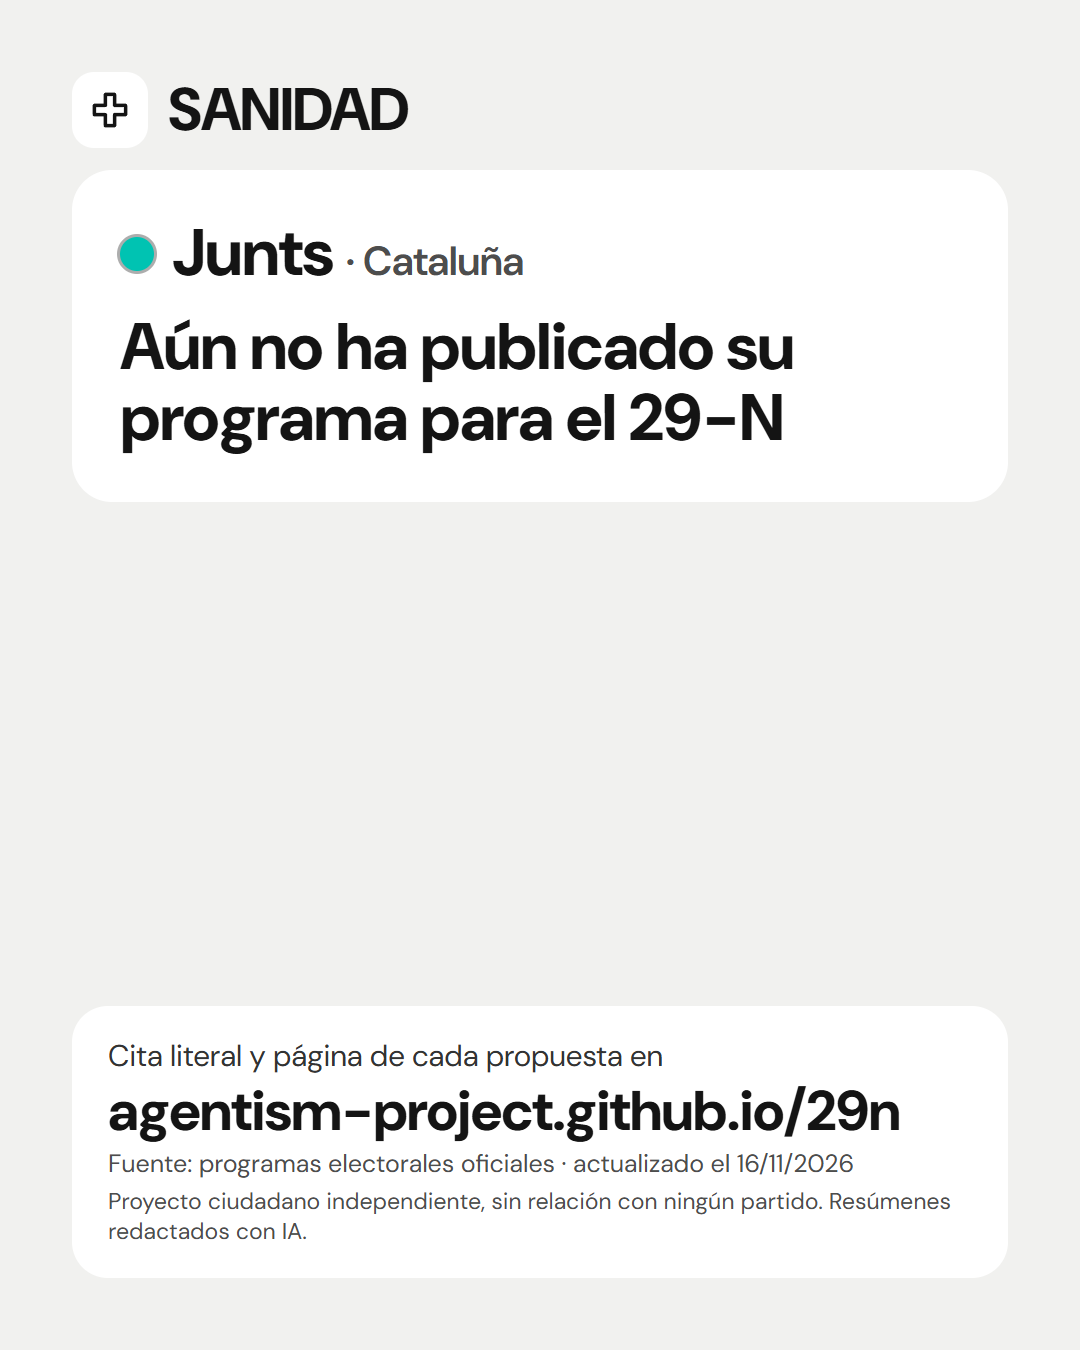 SANIDAD
Junts · Cataluña
Aún no ha publicado su
programa para el 29-N
Cita literal y página de cada propuesta en
agentism-project.github.io/29n
Fuente: programas electorales oficiales · actualizado el 16/11/2026
Proyecto ciudadano independiente, sin relación con ningún partido. Resúmenes
redactados con IA.